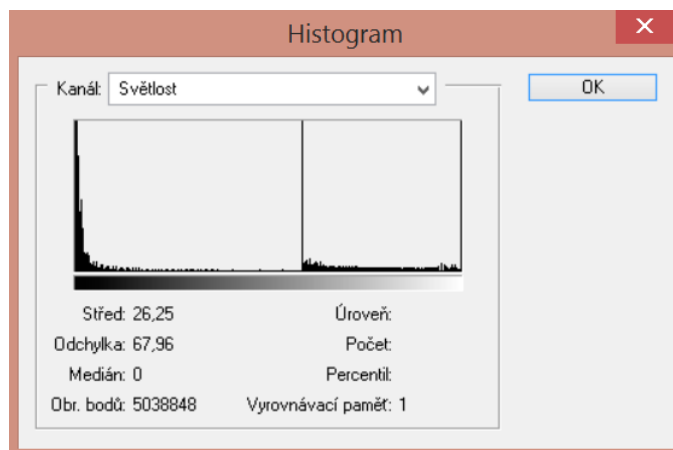 Histogram
Kanál: Světlost
OK
Střed: 26,25 Úroveň:
Odchylka: 67,96 Počet:
Medián: 0 Percentil:
Obr. bodů: 5038848 Vyrovnávací paměť: 1